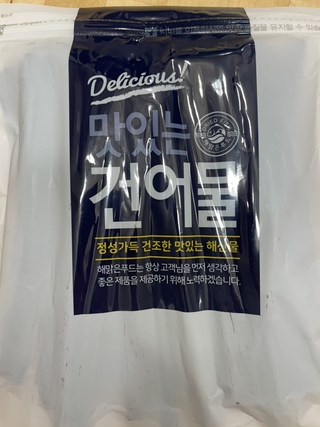 Delicious!
맛있는
건어물
정성가득 건조한 맛있는 해산물
해맑은푸드는 항상 고객님을 먼저 생각하고
좋은 제품을 제공하기 위해 노력하겠습니다.